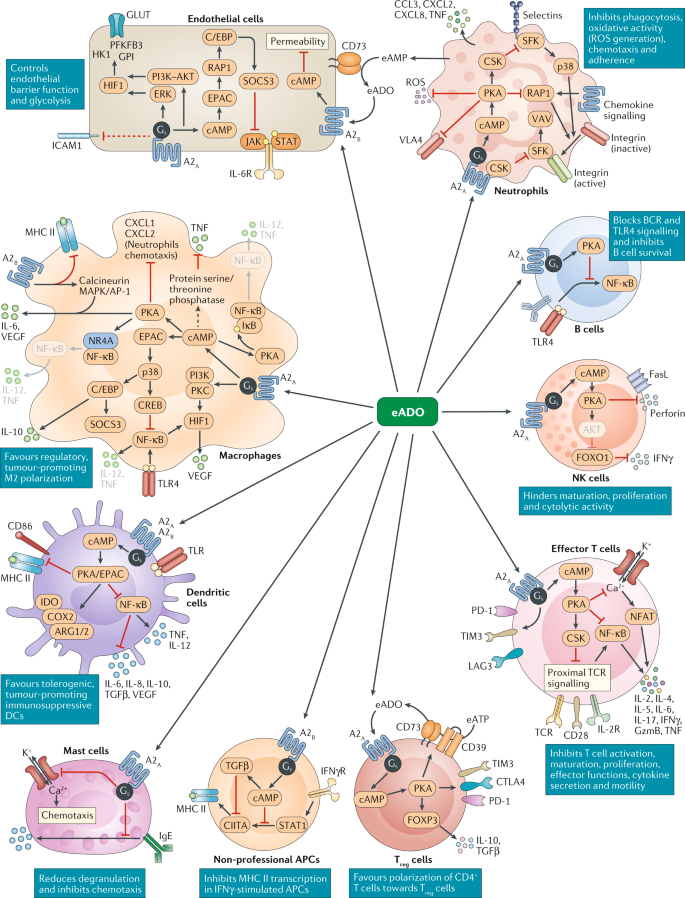 Endothelial cells
GLUT
PFKFB3
HK1
GPI
HIF1
PI3K–AKT
ERK
C/EBP
RAP1
EPAC
cAMP
Gs
A2A
ICAM1
SOCS3
JAK
STAT
IL-6R
Permeability
cAMP
CD73
eAMP
eADO
A2B
Controls
endothelial
barrier function
and glycolysis
CCL3, CXCL2,
CXCL8, TNF
Selectins
SFK
CSK
p38
ROS
PKA
RAP1
VAV
cAMP
VLA4
Gs
CSK
SFK
A2A
Chemokine
signalling
Integrin
(inactive)
Integrin
(active)
Neutrophils
Inhibits phagocytosis,
oxidative activity
(ROS generation),
chemotaxis and
adherence
MHC II
A2B
CXCL1
CXCL2
(Neutrophils
chemotaxis)
TNF
IL-12,
TNF
NF-κB
Calcineurin
MAPK/AP-1
Protein serine/
threonine
phosphatase
NF-κB
IκB
IL-6,
VEGF
PKA
NR4A
NF-κB
NF-κB
EPAC
cAMP
PKA
IL-12,
TNF
p38
PI3K
PKC
Gs
A2A
C/EBP
CREB
HIF1
IL-10
SOCS3
NF-κB
IL-12,
TNF
TLR4
VEGF
Macrophages
Favours regulatory,
tumour-promoting
M2 polarization
eADO
Blocks BCR and
TLR4 signalling
and inhibits
B cell survival
A2A
Gs
PKA
NF-κB
TLR4
B cells
cAMP
FasL
Gs
PKA
Perforin
A2A
AKT
FOXO1
IFNγ
NK cells
Hinders maturation, proliferation
and cytolytic activity
CD86
A2A
A2B
cAMP
Gs
TLR
MHC II
PKA/EPAC
IDO
COX2
ARG1/2
NF-κB
Dendritic
cells
TNF,
IL-12
IL-6, IL-8, IL-10,
TGFβ, VEGF
Favours tolerogenic,
tumour-promoting
immunosuppressive
DCs
Effector T cells
K+
A2A
cAMP
Ca2+
Gs
PKA
NFAT
PD-1
CSK
NF-κB
TIM3
LAG3
Proximal TCR
signalling
TCR
CD28
IL-2R
IL-2, IL-4,
IL-5, IL-6,
IL-17, IFNγ,
GzmB, TNF
Inhibits T cell activation,
maturation, proliferation,
effector functions, cytokine
secretion and motility
Mast cells
K+
A2A
Ca2+
Gs
Chemotaxis
IgE
Reduces degranulation
and inhibits chemotaxis
A2B
TGFβ
Gs
IFNγR
cAMP
MHC II
CIITA
STAT1
Non-professional APCs
Inhibits MHC II transcription
in IFNγ-stimulated APCs
eADO
eATP
A2A
CD73
CD39
Gs
TIM3
cAMP
PKA
CTLA4
PD-1
FOXP3
IL-10,
TGFβ
Treg cells
Favours polarization of CD4+
T cells towards Treg cells